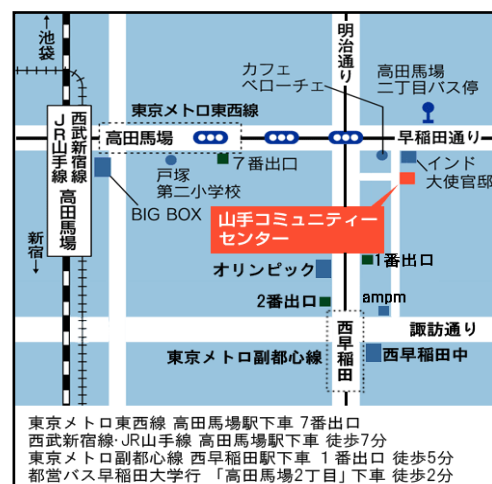 ↑
池袋
明治通り
カフェ
ベローチェ
高田馬場
二丁目バス停
東京メトロ東西線
西武新宿線
JR山手線
高田馬場
高田馬場
早稲田通り
7番出口
戸塚
第二小学校
インド
大使官邸
BIG BOX
山手コミュニティー
センター
新宿
↓
オリンピック
1番出口
2番出口
ampm
諏訪通り
西早稲田
東京メトロ副都心線
西早稲田中
東京メトロ東西線 高田馬場駅下車 7番出口
西武新宿線・JR山手線 高田馬場駅下車 徒歩7分
東京メトロ副都心線 西早稲田駅下車 1番出口 徒歩5分
都営バス早稲田大学行 「高田馬場2丁目」下車 徒歩2分